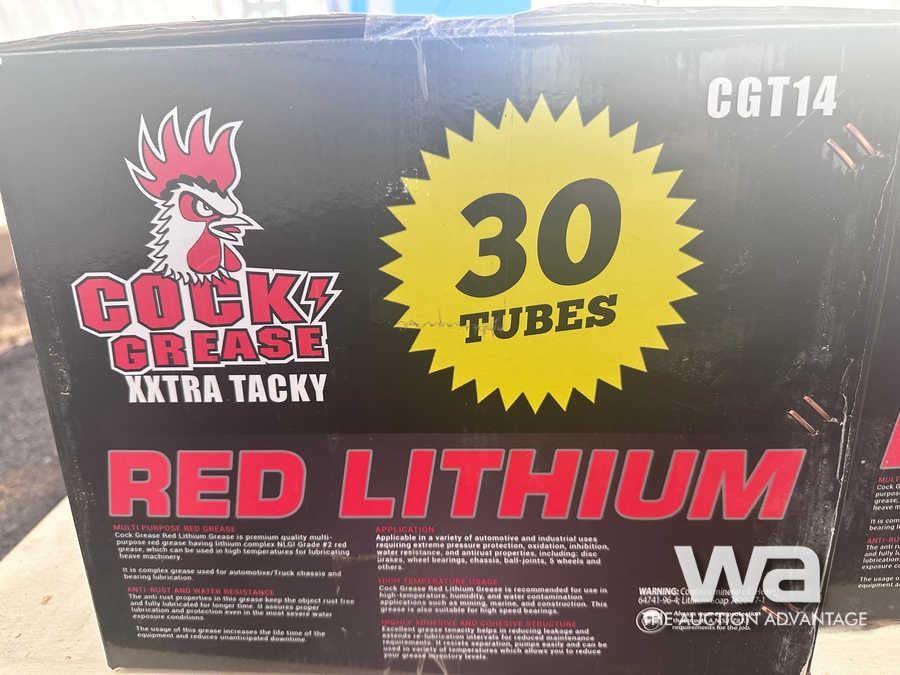 CGT14
30
TUBES
COCK
GREASE
XXTRA TACKY
RED LITHIUM
MULTI PURPOSE RED GREASE
Cock Grease Red Lithium Grease is premium quality multi-
purpose red grease having lithium complex NLGI Grade #2 red
grease, which can be used in high temperatures for lubricating
heavy machinery
It is complex grease used for automotive/Truck chassis and
bearing lubrication.
ANTI-RUST AND WATER RESISTANCE
The anti rust properties in this grease keep the object rust free
and fully lubricated for longer time. It assures proper
lubrication and protection even in the most severe water
exposure conditions.
The usage of this grease increases the life time of the
equipment and reduces unanticipated downtime.
APPLICATION
Applicable in a variety of automotive and industrial uses
requiring extreme pressure protection, oxidation, inhibition,
water resistance, and antirust properties, including: disc
brakes, wheel bearings, chassis, ball-joints, 5 wheels and
others.
HIGH TEMPERATURE USAGE
Cock Grease Red Lithium Grease is recommended for use in
high-temperature, humidity, and water contamination
applications such as mining, marine, and construction. This
grease is also suitable for high speed bearings.
HIGHLY ADHESIVE AND COHESIVE STRUCTURE
Excellent grease tenacity helps in reducing leakage and
extends re-lubrication intervals for reduced maintenance
requirements. It resists separation, pumps easily and can be
used in variety of temperatures which allows you to reduce
your grease inventory levels.
WARNING:
64741-96-4; Lithium Soap
requirements for the job.
wa
THE AUCTION ADVANTAGE